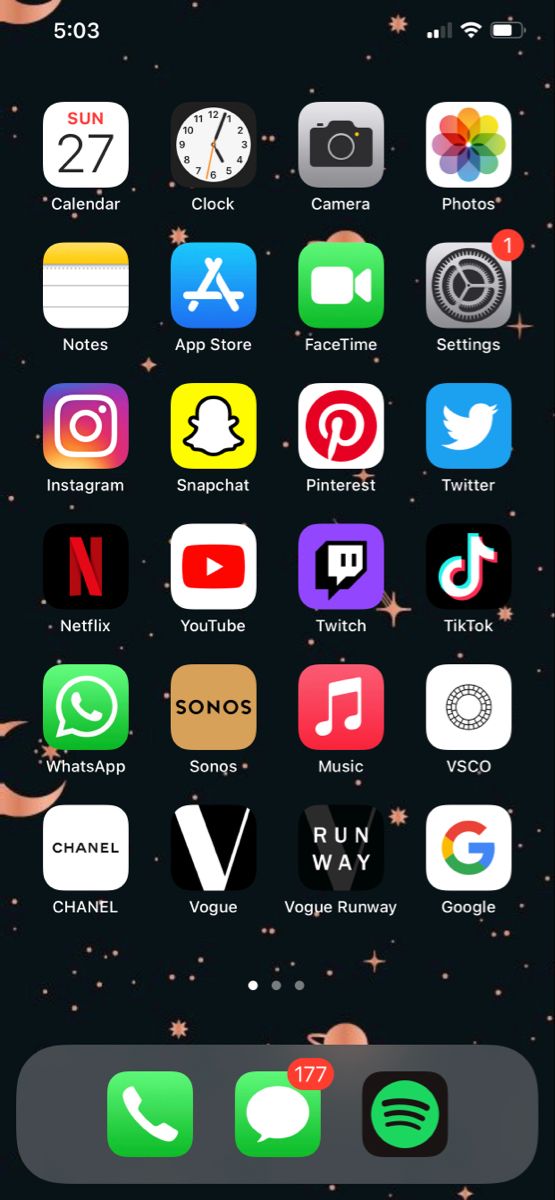 5:03
SUN
27
12
11 1
10 2
9 3
8 4
7 5
6
Calendar Clock Camera Photos
1
Notes App Store FaceTime Settings
Instagram Snapchat Pinterest Twitter
N
Netflix YouTube Twitch TikTok
SONOS
WhatsApp Sonos Music VSCO
CHANEL V RUN G
WAY
CHANEL Vogue Vogue Runway Google
177